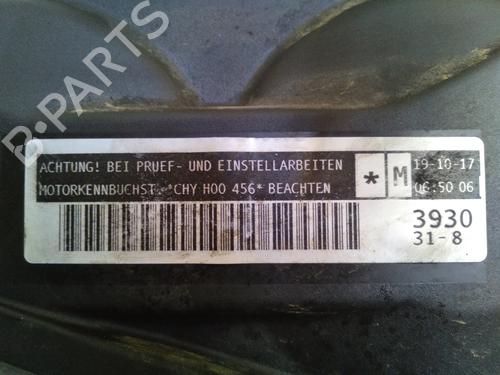 ACHTUNG! BEI PRUEF- UND EINSTELLARBEITEN
MOTORKENNBUCHST. *CHY H00 456* BEACHTEN
* M
19-10-17
06:50 06
3930
31-8
B-PARTS